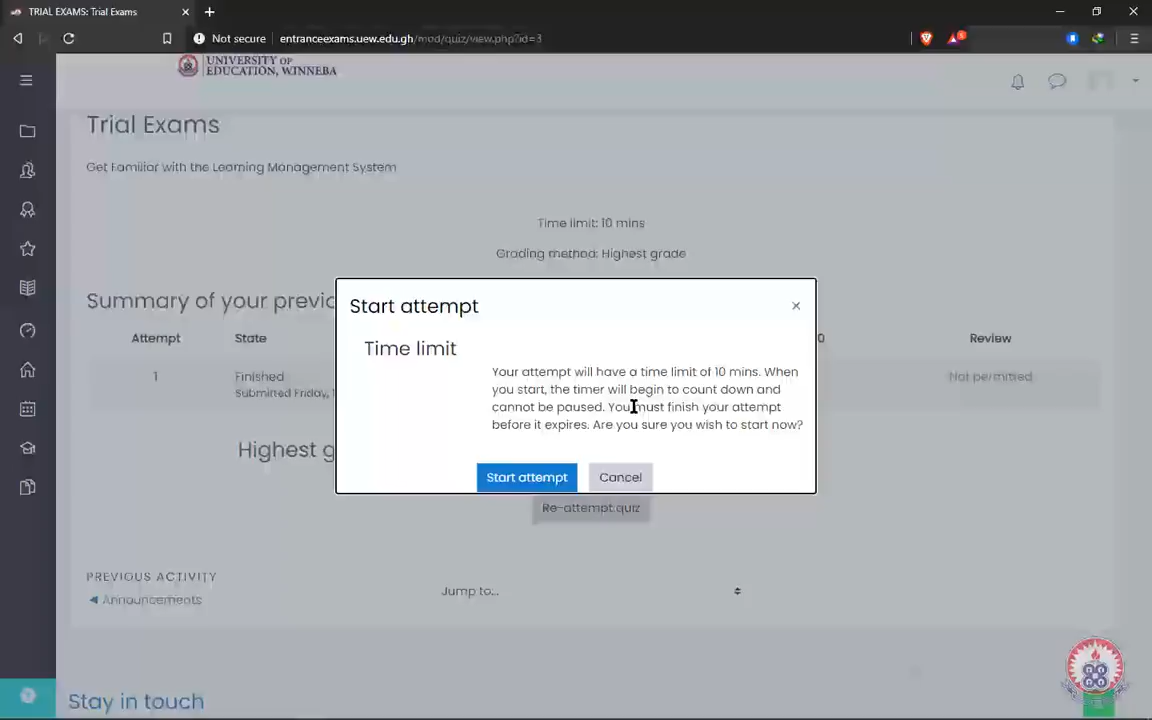 TRIAL EXAMS: Trial Exams
Not secure
entranceexams.uew.edu.gh/mod/quiz/view.php?id=3
UNIVERSITY OF
EDUCATION, WINNEBA
Trial Exams
Get Familiar with the Learning Management System
Time limit: 10 mins
Grading method: Highest grade
Summary of your previo
Attempt State 0 Review
1 Finished Not permitted
Submitted Friday, 1
Highest g
Start attempt
×
Time limit
Your attempt will have a time limit of 10 mins. When
you start, the timer will begin to count down and
cannot be paused. You must finish your attempt
before it expires. Are you sure you wish to start now?
Start attempt Cancel
Re-attempt quiz
PREVIOUS ACTIVITY
◄ Announcements
Jump to...
Stay in touch